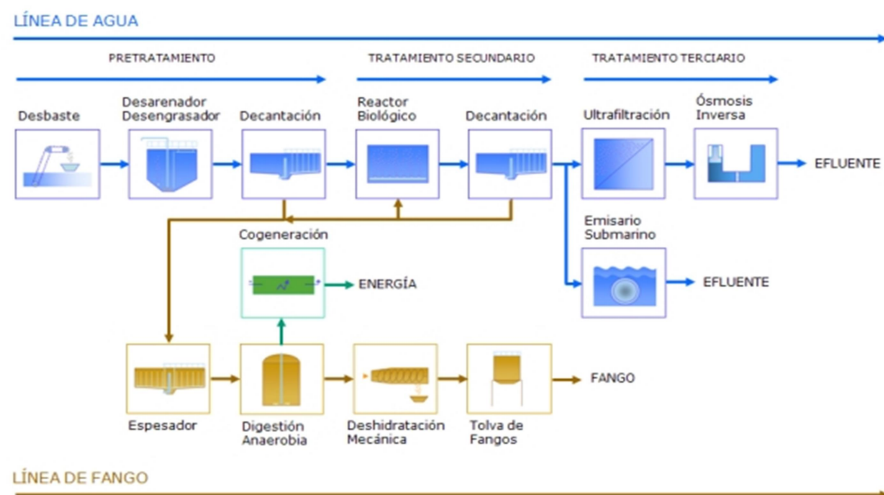 LÍNEA DE AGUA
PRETRATAMIENTO
TRATAMIENTO SECUNDARIO
TRATAMIENTO TERCIARIO
Desbaste
Desarenador
Desengrasador
Decantación
Reactor
Biológico
Decantación
Ultrafiltración
Ósmosis
Inversa
EFLUENTE
Cogeneración
ENERGÍA
Emisario
Submarino
EFLUENTE
Espesador
Digestión
Anaerobia
Deshidratación
Mecánica
Tolva de
Fangos
FANGO
LÍNEA DE FANGO